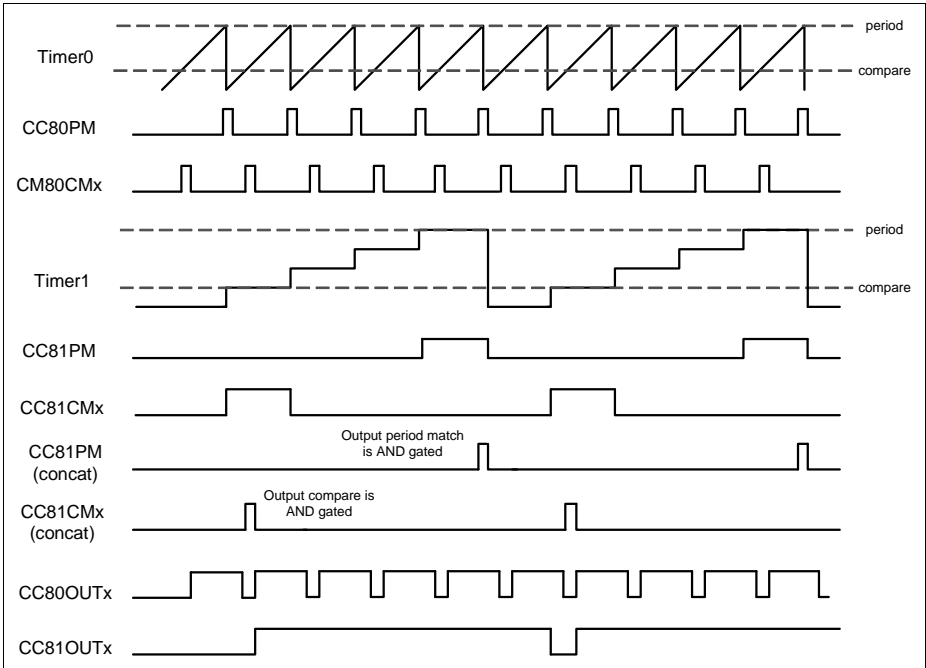 period
Timer0
compare
CC80PM
CM80CMx
period
Timer1
compare
CC81PM
CC81CMx
Output period match
is AND gated
CC81PM
(concat)
Output compare is
AND gated
CC81CMx
(concat)
CC80OUTx
CC81OUTx